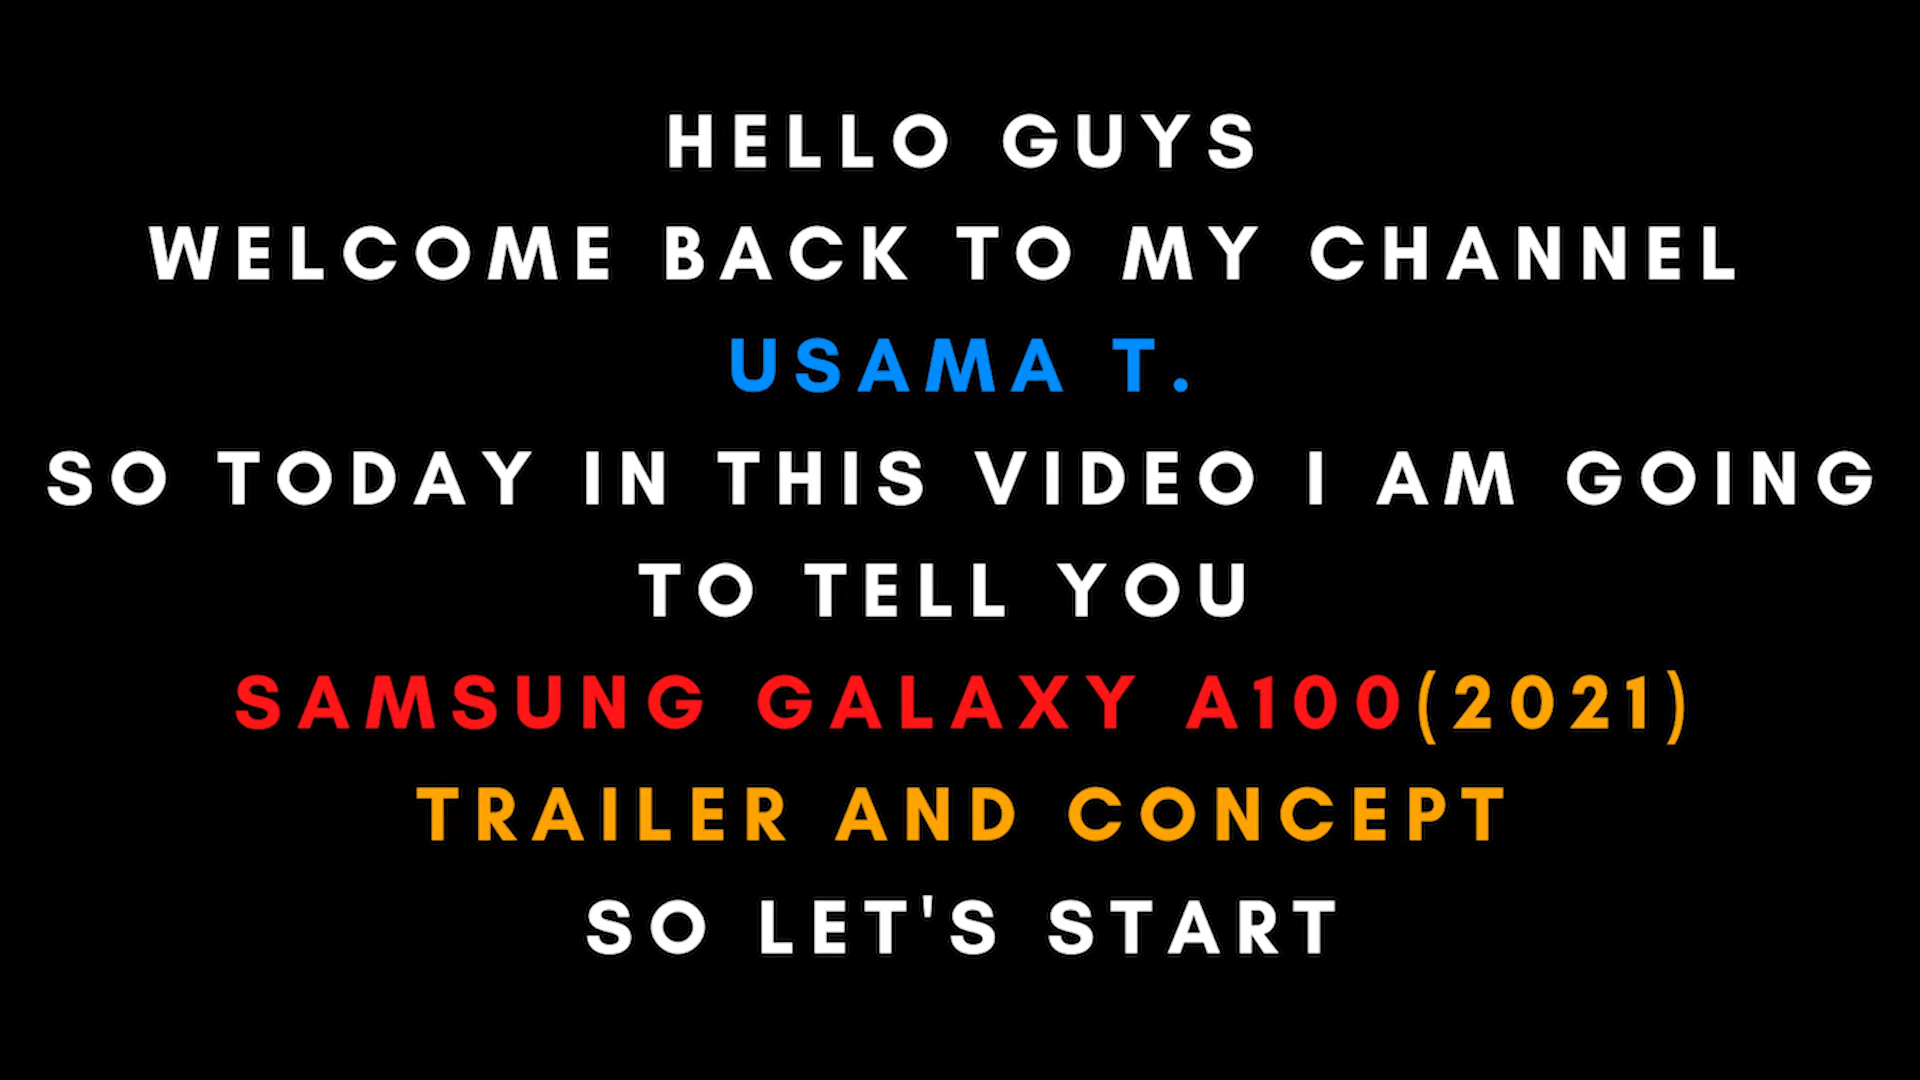 HELLO GUYS
WELCOME BACK TO MY CHANNEL
USAMA T.
SO TODAY IN THIS VIDEO I AM GOING
TO TELL YOU
SAMSUNG GALAXY A100(2021)
TRAILER AND CONCEPT
SO LET'S START